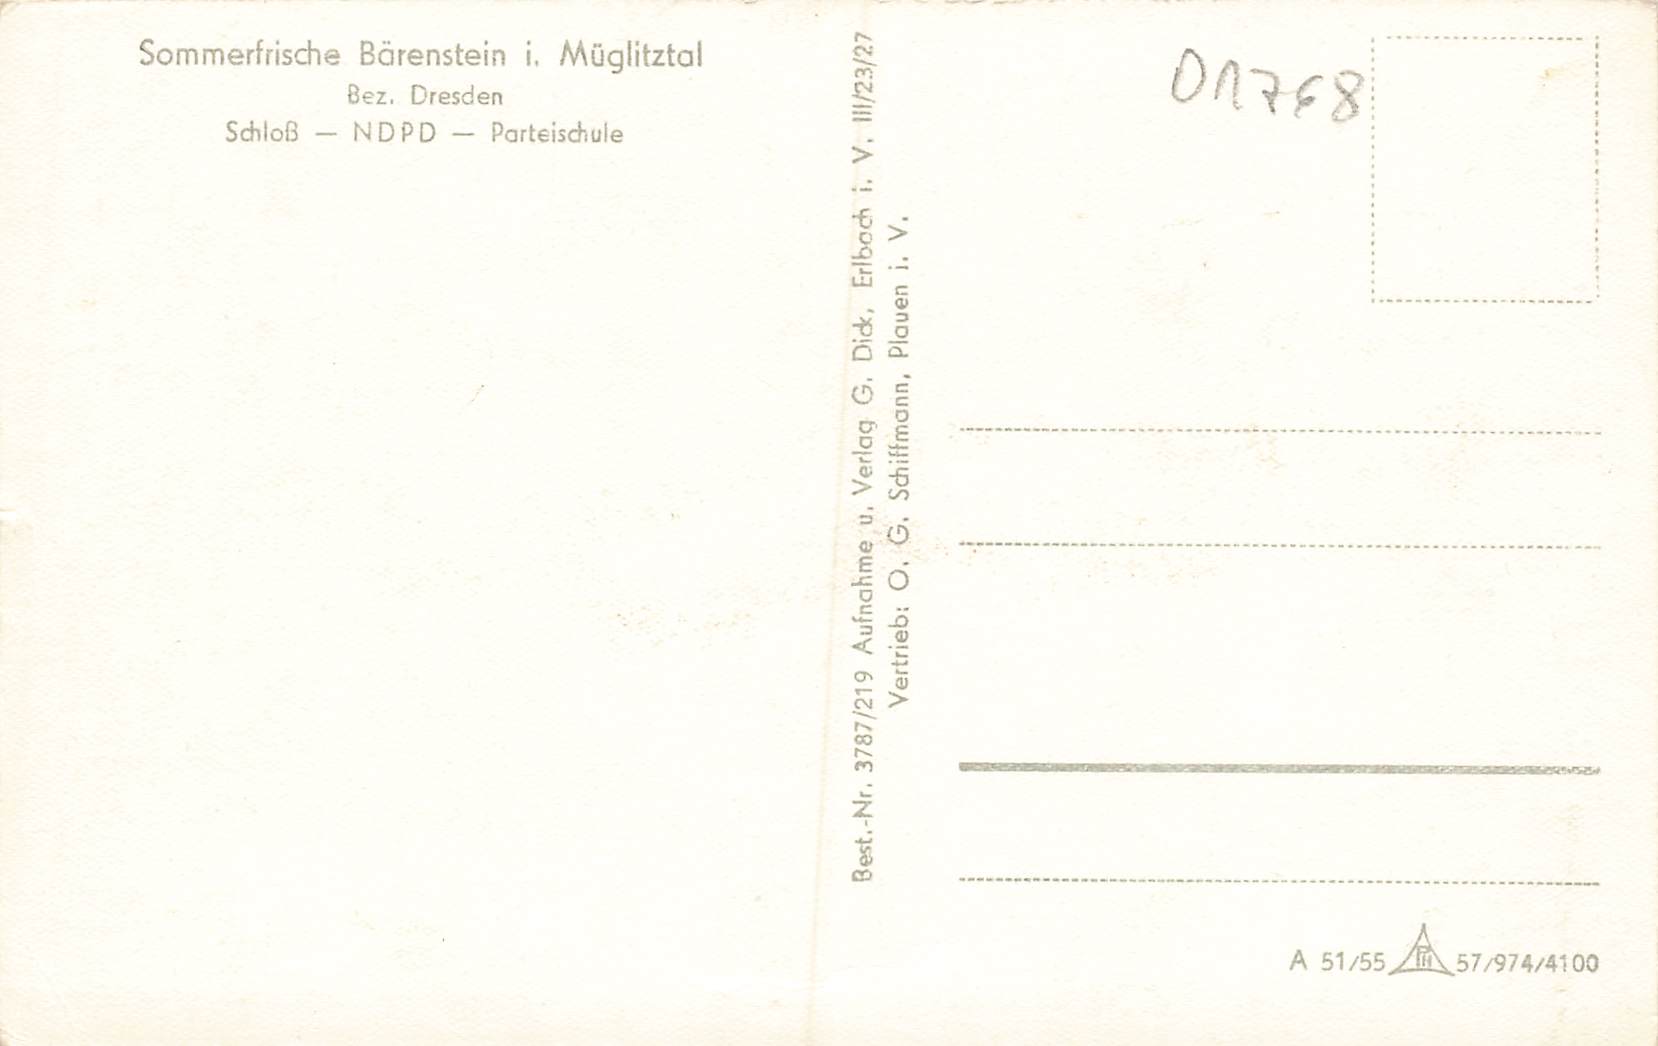 Sommerfrische Bärenstein i. Müglitztal
Bez. Dresden
Schloß — NDPD — Parteischule
Best.-Nr. 3787/219 Aufnahme u. Verlag G. Dick, Erlbach i. V. III/23/27
Vertrieb: O. G. Schiffmann, Plauen i. V.
01768
A 51/55 PH 57/974/4100